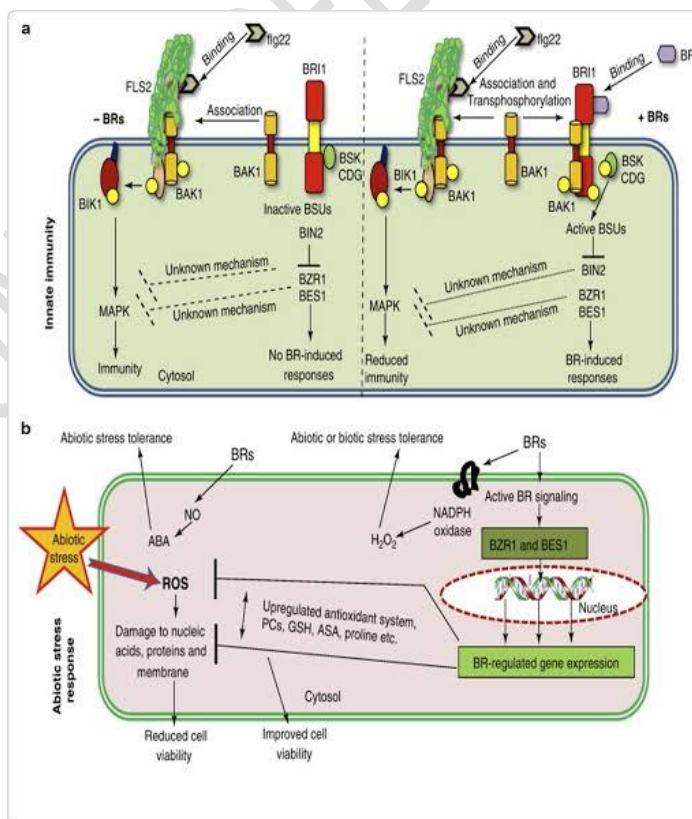 a
flg22
Binding
FLS2
BRI1
– BRs
Association
BSK
CDG
BAK1
BIK1
BAK1
Inactive BSUs
BIN2
Unknown mechanism
BZR1
BES1
Unknown mechanism
MAPK
Immunity
Cytosol
No BR-induced
responses
Innate immunity
flg22
Binding
FLS2
Association and
Transphosphorylation
BRI1
Binding
BR
+ BRs
BIK1
BAK1
BAK1
BAK1
BSK
CDG
Active BSUs
BIN2
Unknown mechanism
BZR1
BES1
Unknown mechanism
MAPK
Reduced
immunity
BR-induced
responses
b
Abiotic stress tolerance
BRs
NO
ABA
Abiotic
stress
ROS
Damage to nucleic
acids, proteins and
membrane
Reduced cell
viability
Abiotic or biotic stress tolerance
BRs
NADPH
oxidase
H2O2
Active BR signaling
BZR1 and BES1
Nucleus
BR-regulated gene expression
Upregulated antioxidant system,
PCs, GSH, ASA, proline etc.
Cytosol
Improved cell
viability
Abiotic stress
response